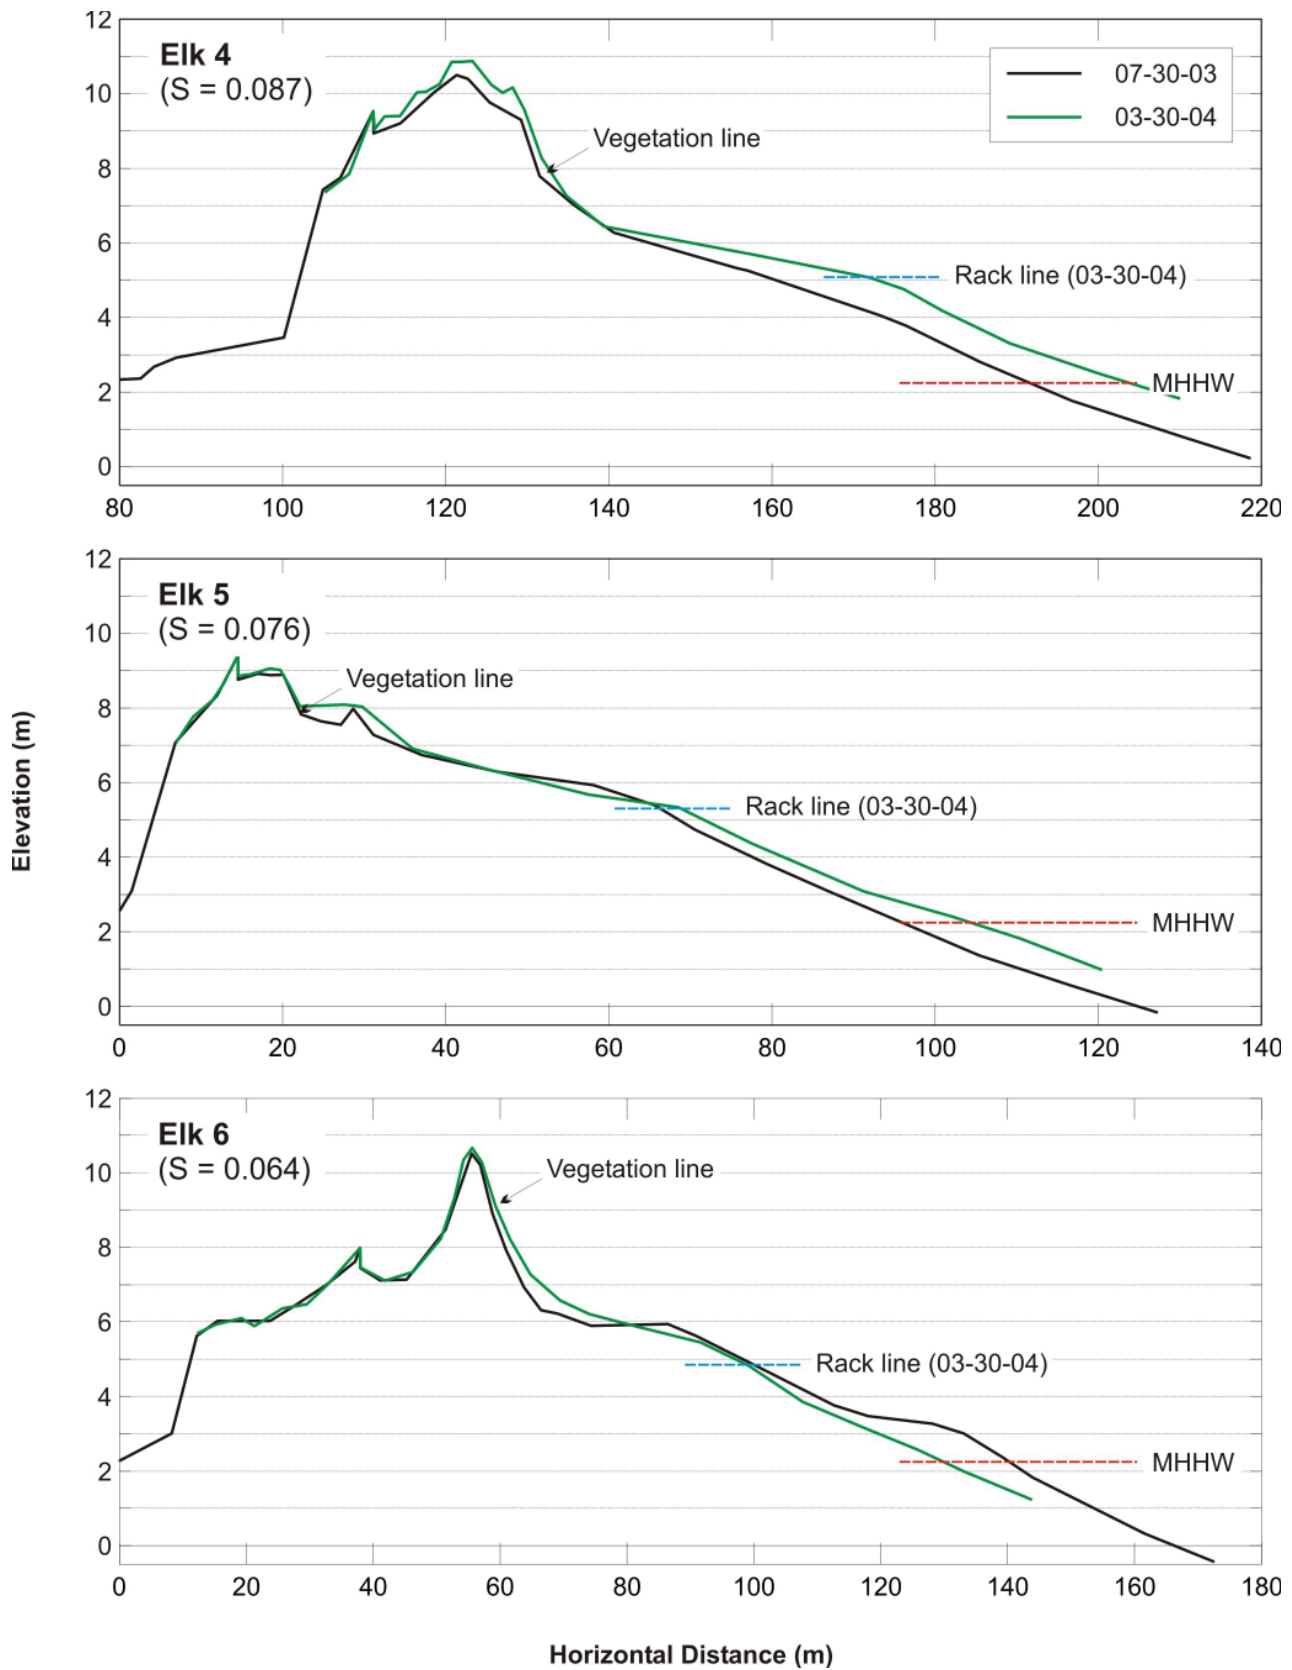 Elk 4
(S = 0.087)
07-30-03
03-30-04
Vegetation line
Rack line (03-30-04)
MHHW
12
10
8
6
4
2
0
80 100 120 140 160 180 200 220
Elk 5
(S = 0.076)
Vegetation line
Rack line (03-30-04)
MHHW
12
10
8
6
4
2
0
0 20 40 60 80 100 120 140
Elevation (m)
Elk 6
(S = 0.064)
Vegetation line
Rack line (03-30-04)
MHHW
12
10
8
6
4
2
0
0 20 40 60 80 100 120 140 160 180
Horizontal Distance (m)